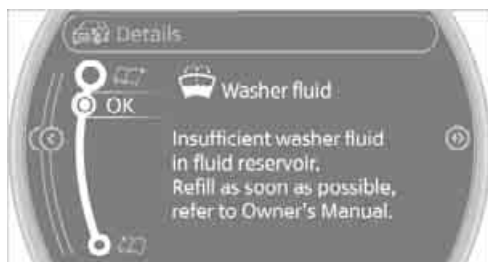 Details
OK
Washer fluid
Insufficient washer fluid
in fluid reservoir.
Refill as soon as possible,
refer to Owner's Manual.